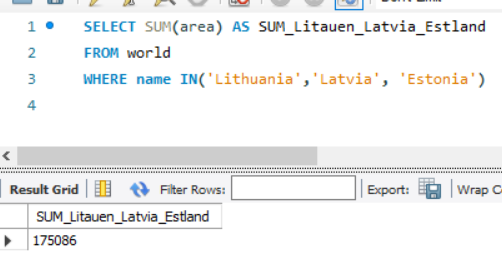 1 SELECT SUM(area) AS SUM_Litauen_Latvia_Estland
2 FROM world
3 WHERE name IN('Lithuania','Latvia', 'Estonia')
4
Result Grid Filter Rows: Export: Wrap C
SUM_Litauen_Latvia_Estland
175086